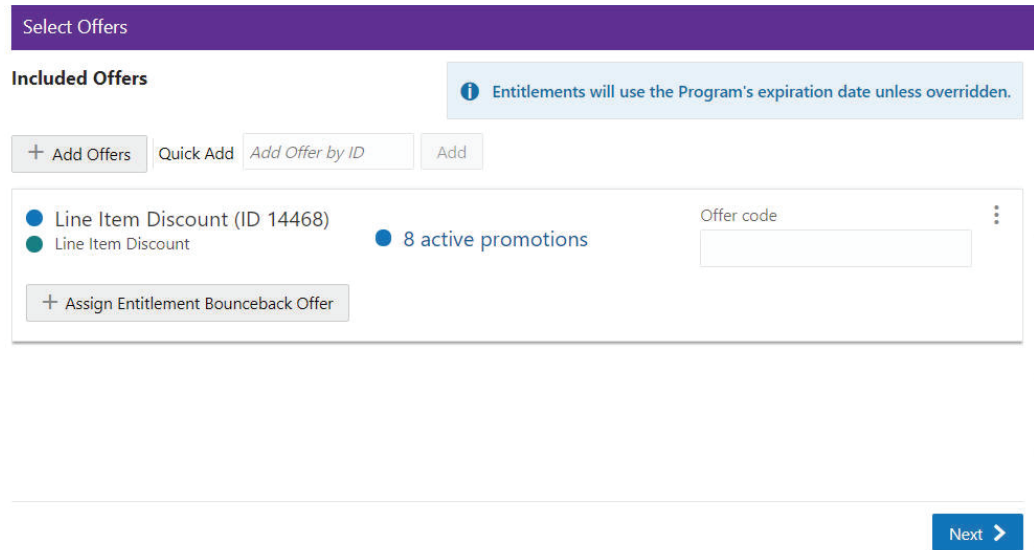 Select Offers
Included Offers
Entitlements will use the Program's expiration date unless overridden.
+ Add Offers Quick Add Add Offer by ID Add
Line Item Discount (ID 14468)
Line Item Discount
8 active promotions
Offer code
+ Assign Entitlement Bounceback Offer
Next